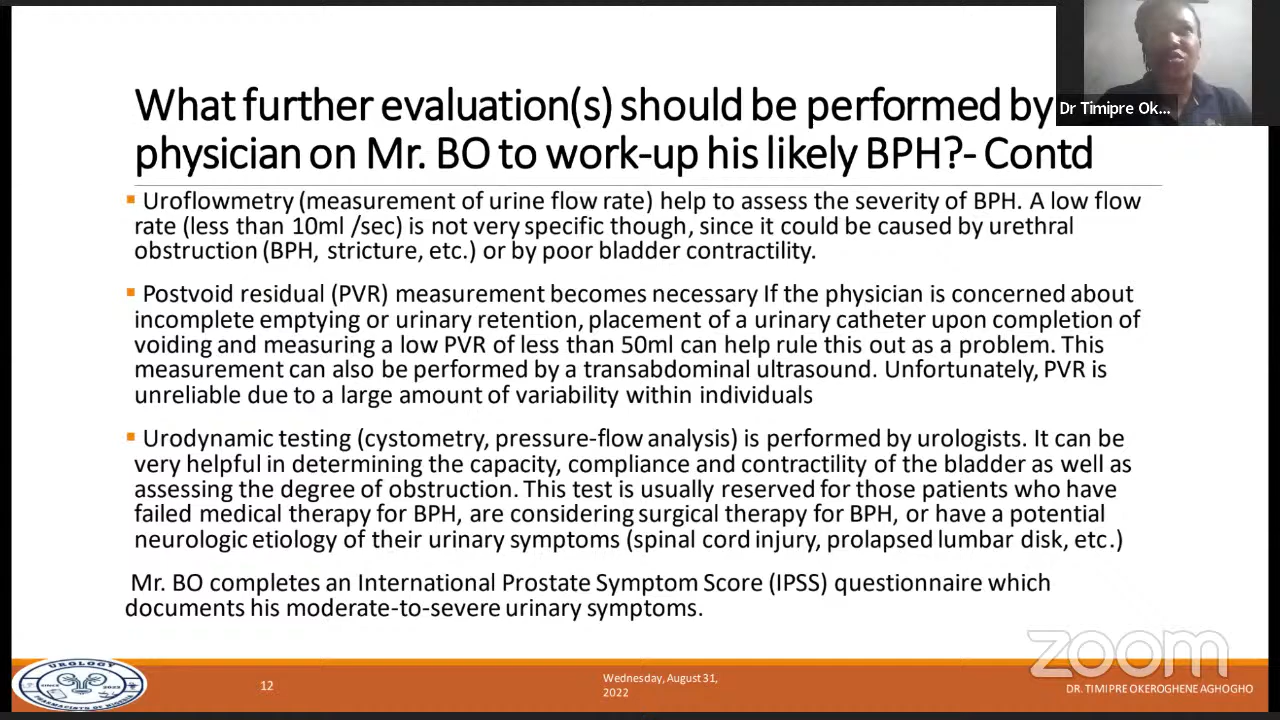 What further evaluation(s) should be performed by
physician on Mr. BO to work-up his likely BPH?- Contd
Dr Timipre Ok...
▪ Uroflowmetry (measurement of urine flow rate) help to assess the severity of BPH. A low flow
rate (less than 10ml /sec) is not very specific though, since it could be caused by urethral
obstruction (BPH, stricture, etc.) or by poor bladder contractility.
▪ Postvoid residual (PVR) measurement becomes necessary If the physician is concerned about
incomplete emptying or urinary retention, placement of a urinary catheter upon completion of
voiding and measuring a low PVR of less than 50ml can help rule this out as a problem. This
measurement can also be performed by a transabdominal ultrasound. Unfortunately, PVR is
unreliable due to a large amount of variability within individuals
▪ Urodynamic testing (cystometry, pressure-flow analysis) is performed by urologists. It can be
very helpful in determining the capacity, compliance and contractility of the bladder as well as
assessing the degree of obstruction. This test is usually reserved for those patients who have
failed medical therapy for BPH, are considering surgical therapy for BPH, or have a potential
neurologic etiology of their urinary symptoms (spinal cord injury, prolapsed lumbar disk, etc.)
Mr. BO completes an International Prostate Symptom Score (IPSS) questionnaire which
documents his moderate-to-severe urinary symptoms.
zoom
UROLOGY
12
Wednesday, August 31,
2022
DR. TIMIPRE OKEROGHENE AGHOGHO